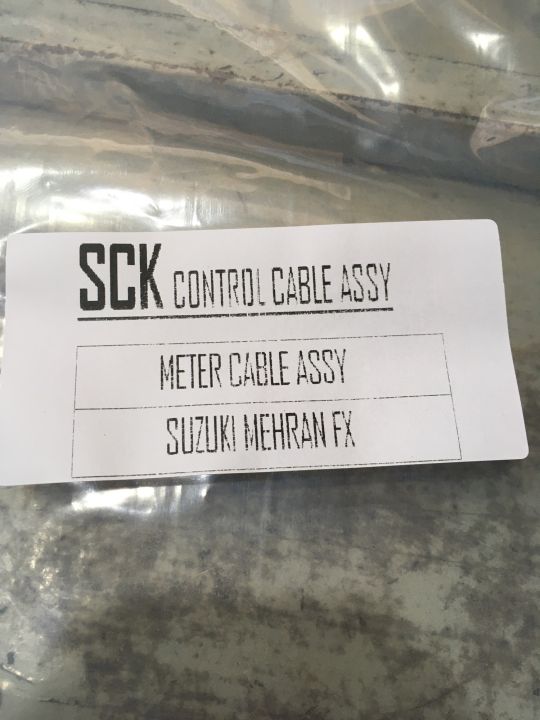 SCK CONTROL CABLE ASSY
METER CABLE ASSY
SUZUKI MEHRAN FX